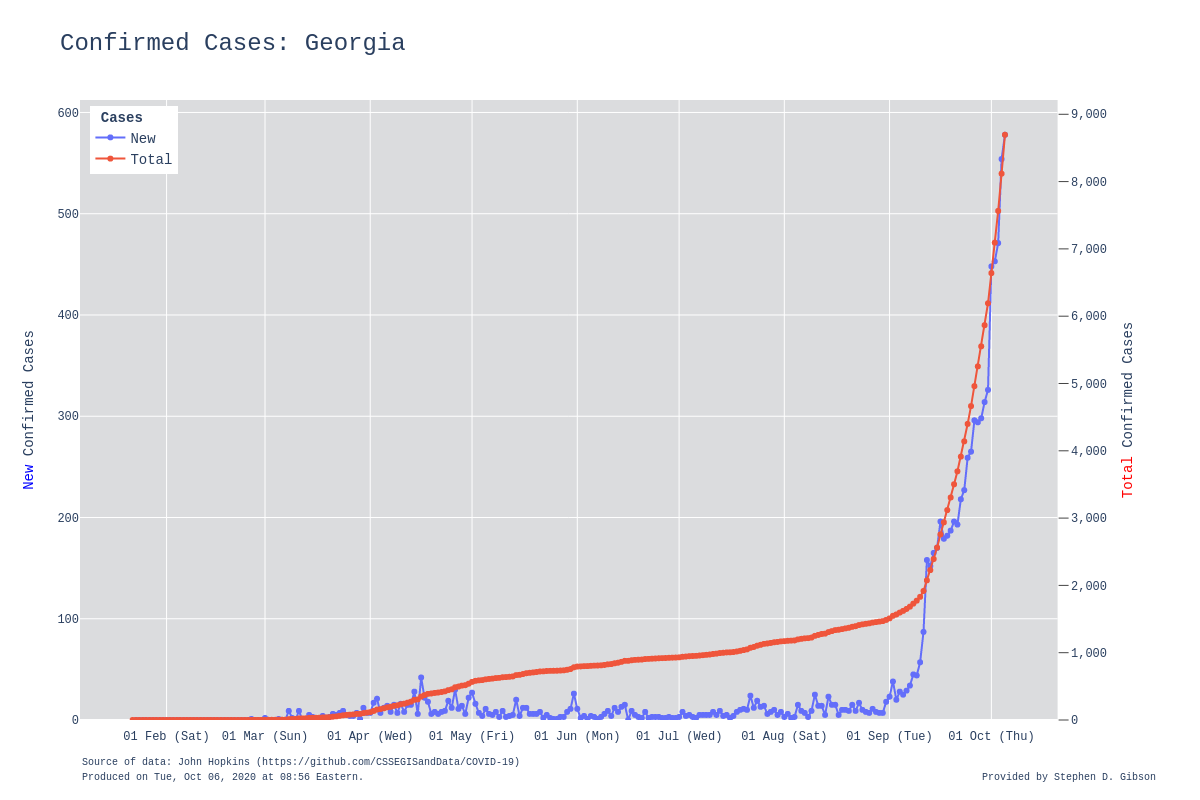 Confirmed Cases: Georgia
Cases
New
Total
600
500
400
300
200
100
0
9,000
8,000
7,000
6,000
5,000
4,000
3,000
2,000
1,000
0
New Confirmed Cases
Total Confirmed Cases
01 Feb (Sat) 01 Mar (Sun) 01 Apr (Wed) 01 May (Fri) 01 Jun (Mon) 01 Jul (Wed) 01 Aug (Sat) 01 Sep (Tue) 01 Oct (Thu)
Source of data: John Hopkins (https://github.com/CSSEGISandData/COVID-19)
Produced on Tue, Oct 06, 2020 at 08:56 Eastern.
Provided by Stephen D. Gibson